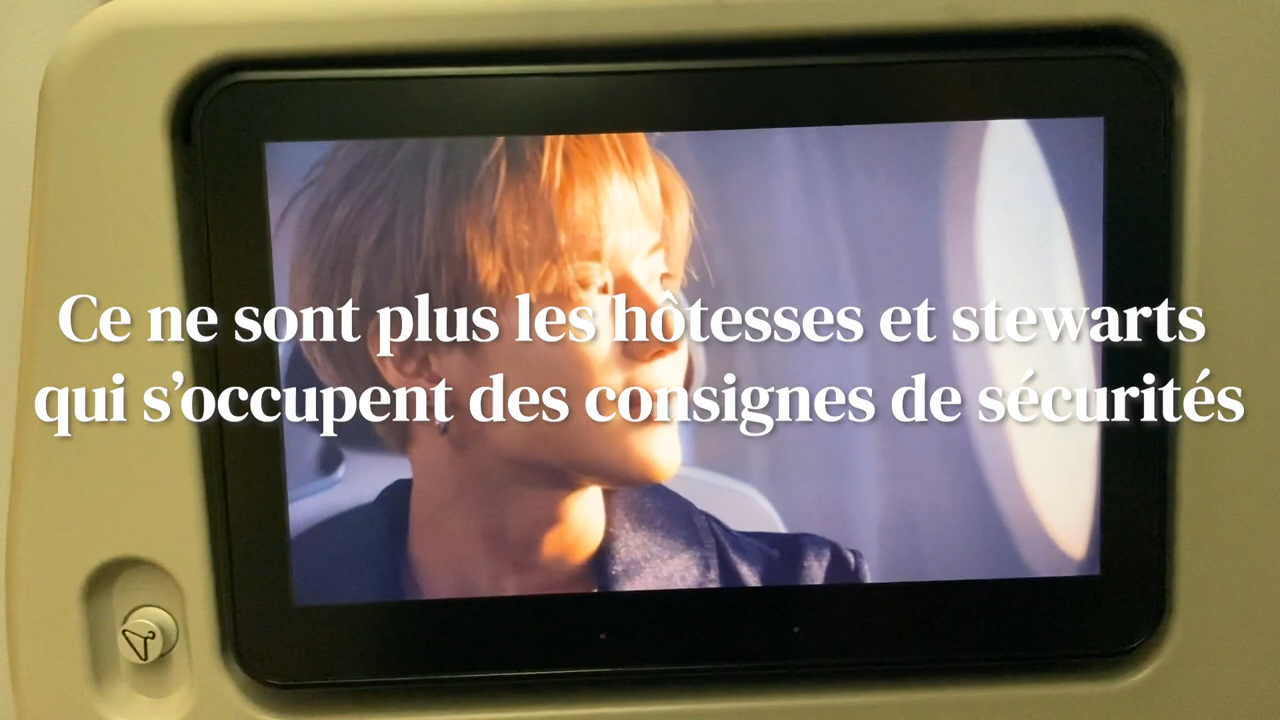 Ce ne sont plus les hôtesses et stewarts
qui s’occupent des consignes de sécurités